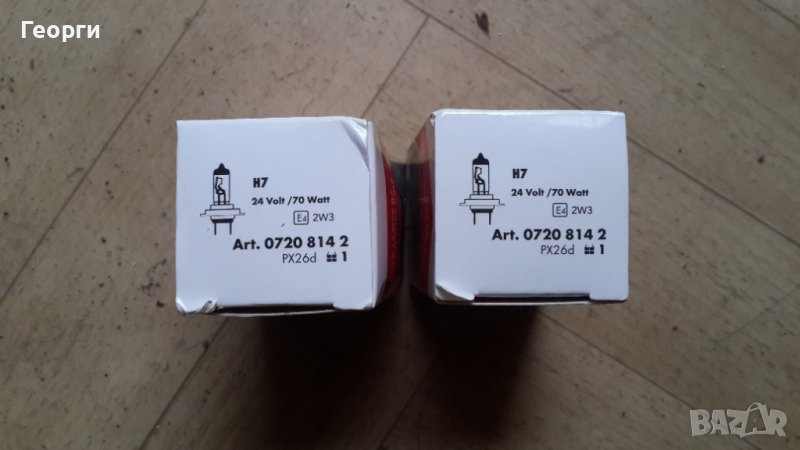 Георги
H7
24 Volt /70 Watt
E4 2W3
Art. 0720 814 2
PX26d 1
H7
24 Volt /70 Watt
E4 2W3
Art. 0720 814 2
PX26d 1
BAZAR